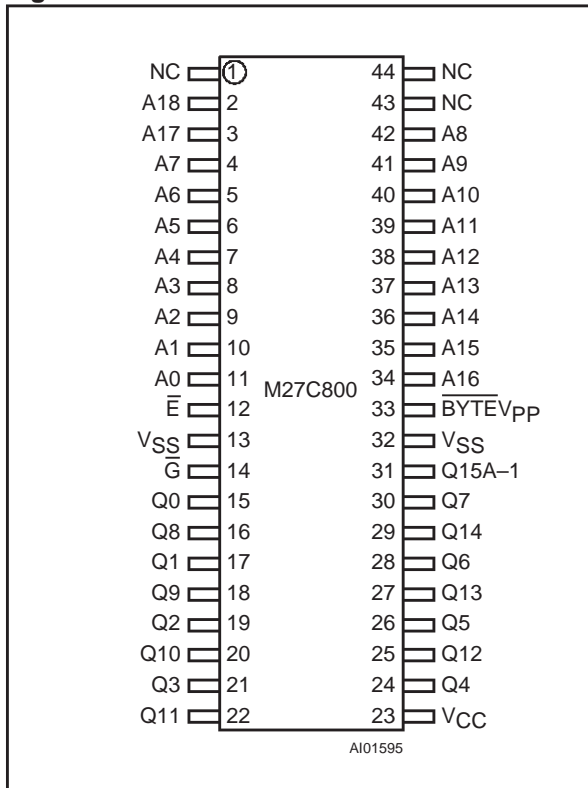 NC 1 44 NC
A18 2 43 NC
A17 3 42 A8
A7 4 41 A9
A6 5 40 A10
A5 6 39 A11
A4 7 38 A12
A3 8 37 A13
A2 9 36 A14
A1 10 35 A15
A0 11 34 A16
M27C800
E̅ 12 33 B̅Y̅T̅E̅VPP
VSS 13 32 VSS
G̅ 14 31 Q15A–1
Q0 15 30 Q7
Q8 16 29 Q14
Q1 17 28 Q6
Q9 18 27 Q13
Q2 19 26 Q5
Q10 20 25 Q12
Q3 21 24 Q4
Q11 22 23 VCC
AI01595